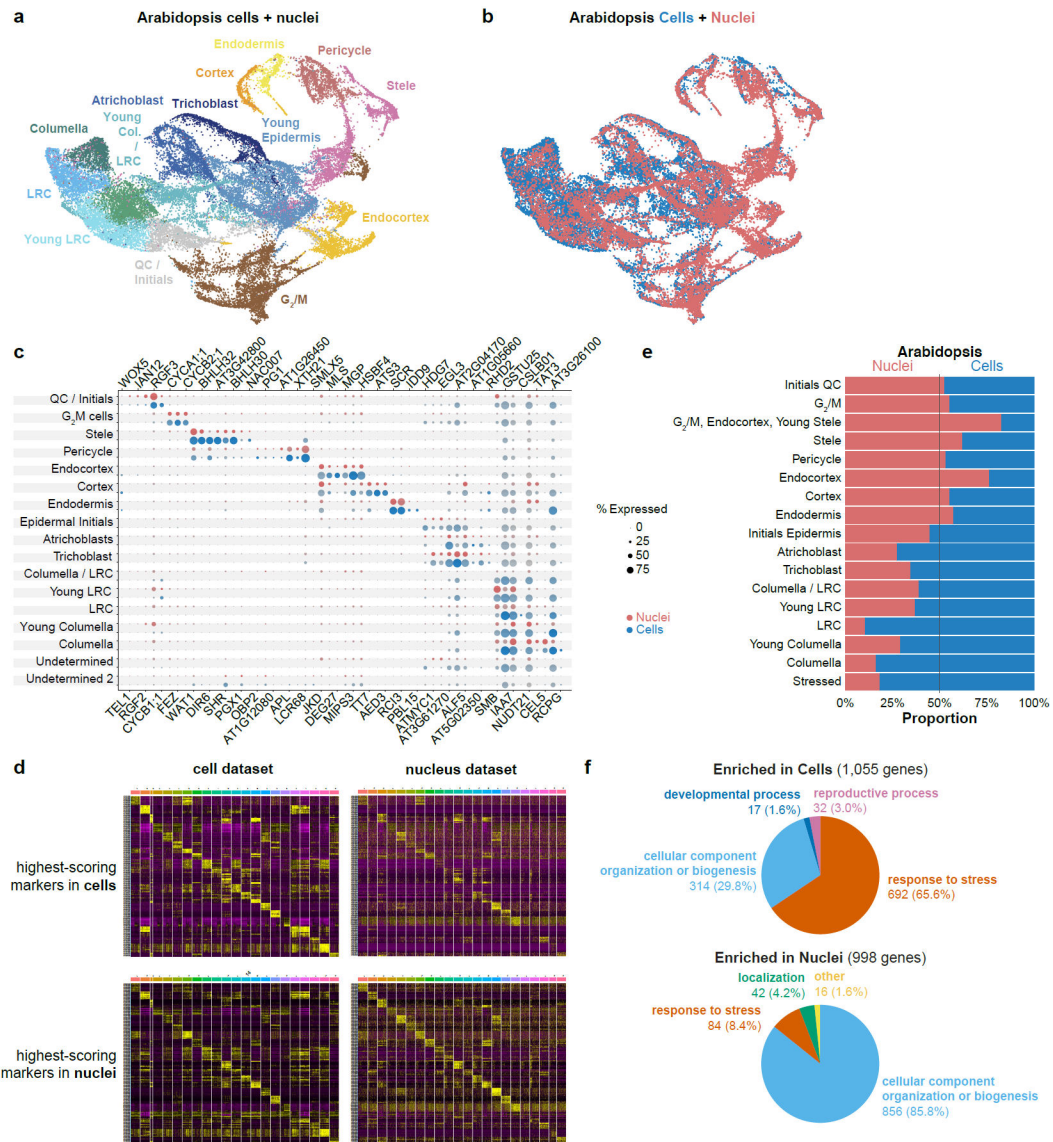 a
Arabidopsis cells + nuclei
Endodermis
Pericycle
Cortex
Stele
Atrichoblast
Trichoblast
Young
Col.
/
LRC
Young
Epidermis
Columella
LRC
Endocortex
Young LRC
QC /
Initials
G2/M
b
Arabidopsis Cells + Nuclei
c
WOX5
IAN12
RGF3
CYCA1;1
CYCB2-1
BHLH32
AT3G42800
BHLH30
NAC007
PG1
AT1G26450
XTH21
SMLX5
MLS
MGP
HSBF4
ATS3
SCR
IDD9
HDG7
EGL3
AT2G04170
AT1G05660
RHD2
GSTU25
CSLB01
TAT3
AT3G26100
QC / Initials
G2M cells
Stele
Pericycle
Endocortex
Cortex
Endodermis
Epidermal Initials
Atrichoblasts
Trichoblast
Columella / LRC
Young LRC
LRC
Young Columella
Columella
Undetermined
Undetermined 2
TEL1
RGF2
CYCB1;1
FEZ
WAT1
DIR6
SHR
PGX1
OBP2
AT1G12080
APL
LCR68
JKD
DEG27
MIPS3
TT7
AED3
RCI3
PBL15
ATMYC1
AT3G61270
ALF5
AT5G02350
SMB
IAA7
NUDT21
CEL5
RCPG
% Expressed
0
25
50
75
Nuclei
Cells
e
Arabidopsis
Nuclei
Cells
Initials QC
G2/M
G2/M, Endocortex, Young Stele
Stele
Pericycle
Endocortex
Cortex
Endodermis
Initials Epidermis
Atrichoblast
Trichoblast
Columella / LRC
Young LRC
LRC
Young Columella
Columella
Stressed
0% 25% 50% 75% 100%
Proportion
d
cell dataset
nucleus dataset
highest-scoring
markers in cells
highest-scoring
markers in nuclei
f
Enriched in Cells (1,055 genes)
developmental process
17 (1.6%)
reproductive process
32 (3.0%)
cellular component
organization or biogenesis
314 (29.8%)
response to stress
692 (65.6%)
Enriched in Nuclei (998 genes)
localization
42 (4.2%)
other
16 (1.6%)
response to stress
84 (8.4%)
cellular component
organization or biogenesis
856 (85.8%)